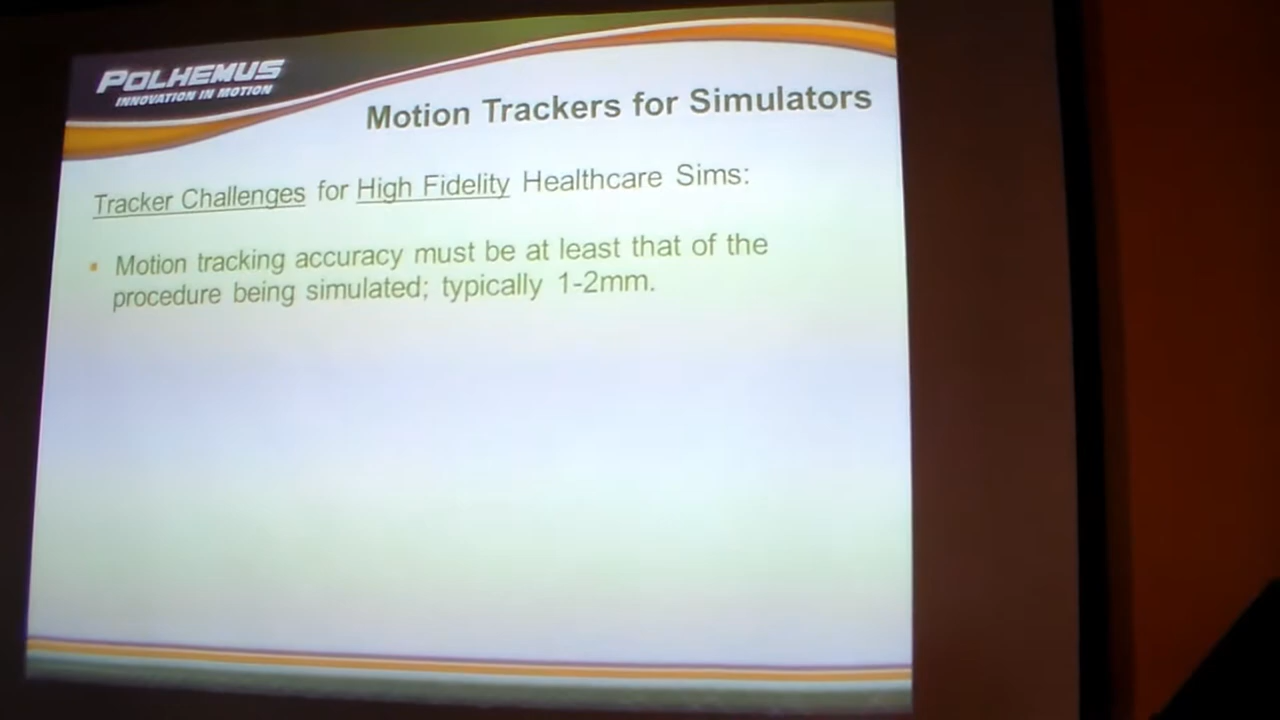 POLHEMUS
INNOVATION IN MOTION
Motion Trackers for Simulators
Tracker Challenges for High Fidelity Healthcare Sims:
▪ Motion tracking accuracy must be at least that of the
procedure being simulated; typically 1-2mm.